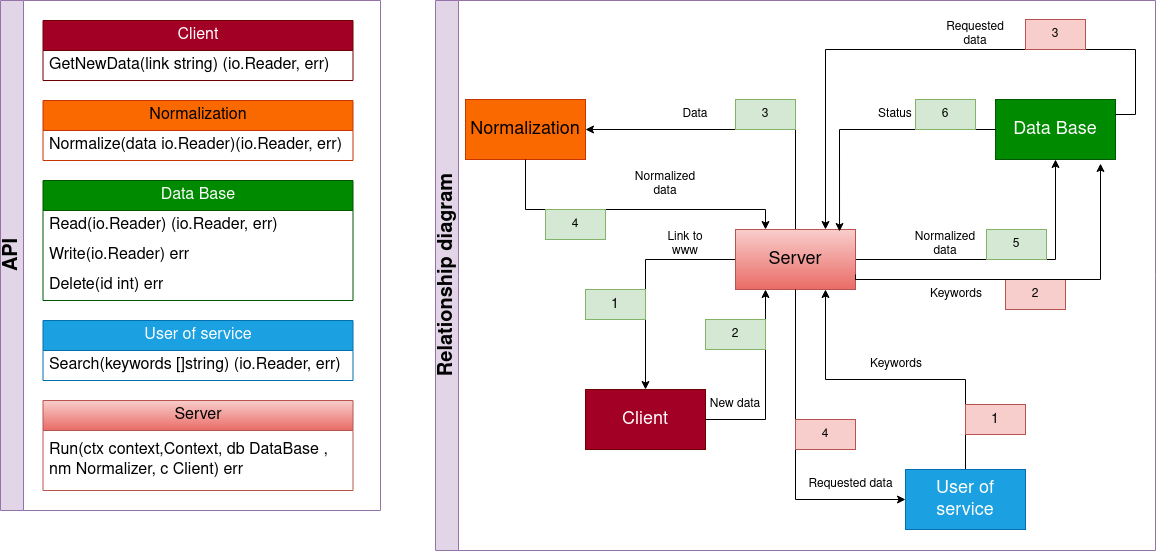 API
Client
GetNewData(link string) (io.Reader, err)
Normalization
Normalize(data io.Reader)(io.Reader, err)
Data Base
Read(io.Reader) (io.Reader, err)
Write(io.Reader) err
Delete(id int) err
User of service
Search(keywords []string) (io.Reader, err)
Server
Run(ctx context,Context, db DataBase ,
nm Normalizer, c Client) err
Relationship diagram
Requested
data
3
Normalization
Data
3
Status
6
Data Base
Normalized
data
4
Link to
www
Server
Normalized
data
5
Keywords
2
1
2
Keywords
Client
New data
4
1
Requested data
User of
service